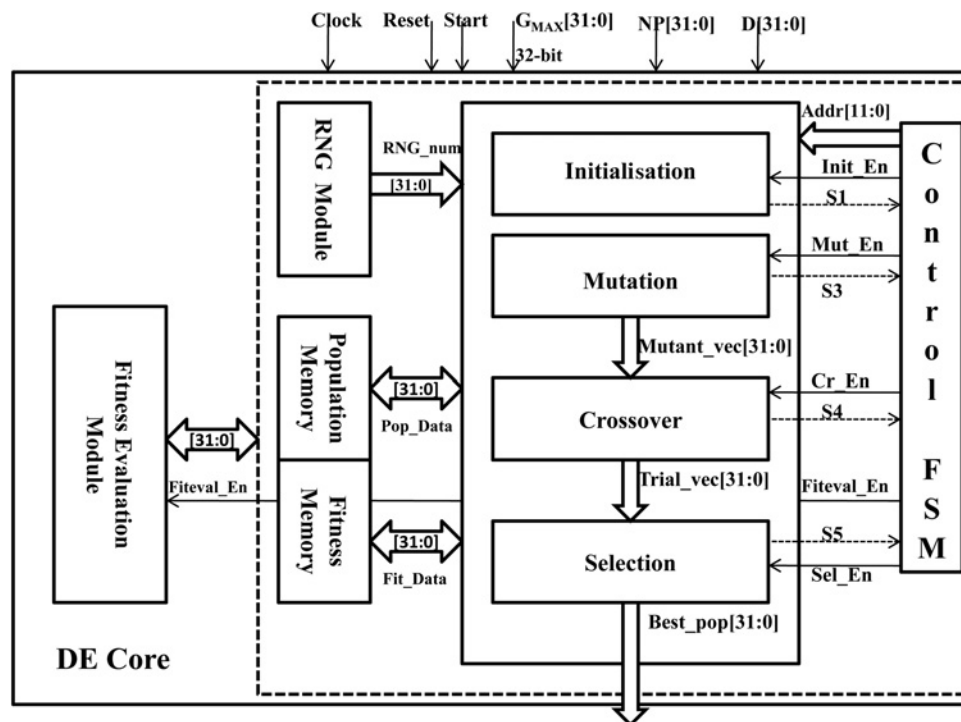 Clock Reset Start GMAX[31:0] NP[31:0] D[31:0]
32-bit
Addr[11:0]
RNG Module
RNG_num
[31:0]
Initialisation
Init_En
S1
Mutation
Mut_En
S3
Mutant_vec[31:0]
Control FSM
Fitness Evaluation
Module
[31:0]
Fiteval_En
Population
Memory
[31:0]
Pop_Data
Crossover
Cr_En
S4
Trial_vec[31:0]
Fiteval_En
Fitness
Memory
[31:0]
Fit_Data
Selection
S5
Sel_En
Best_pop[31:0]
DE Core